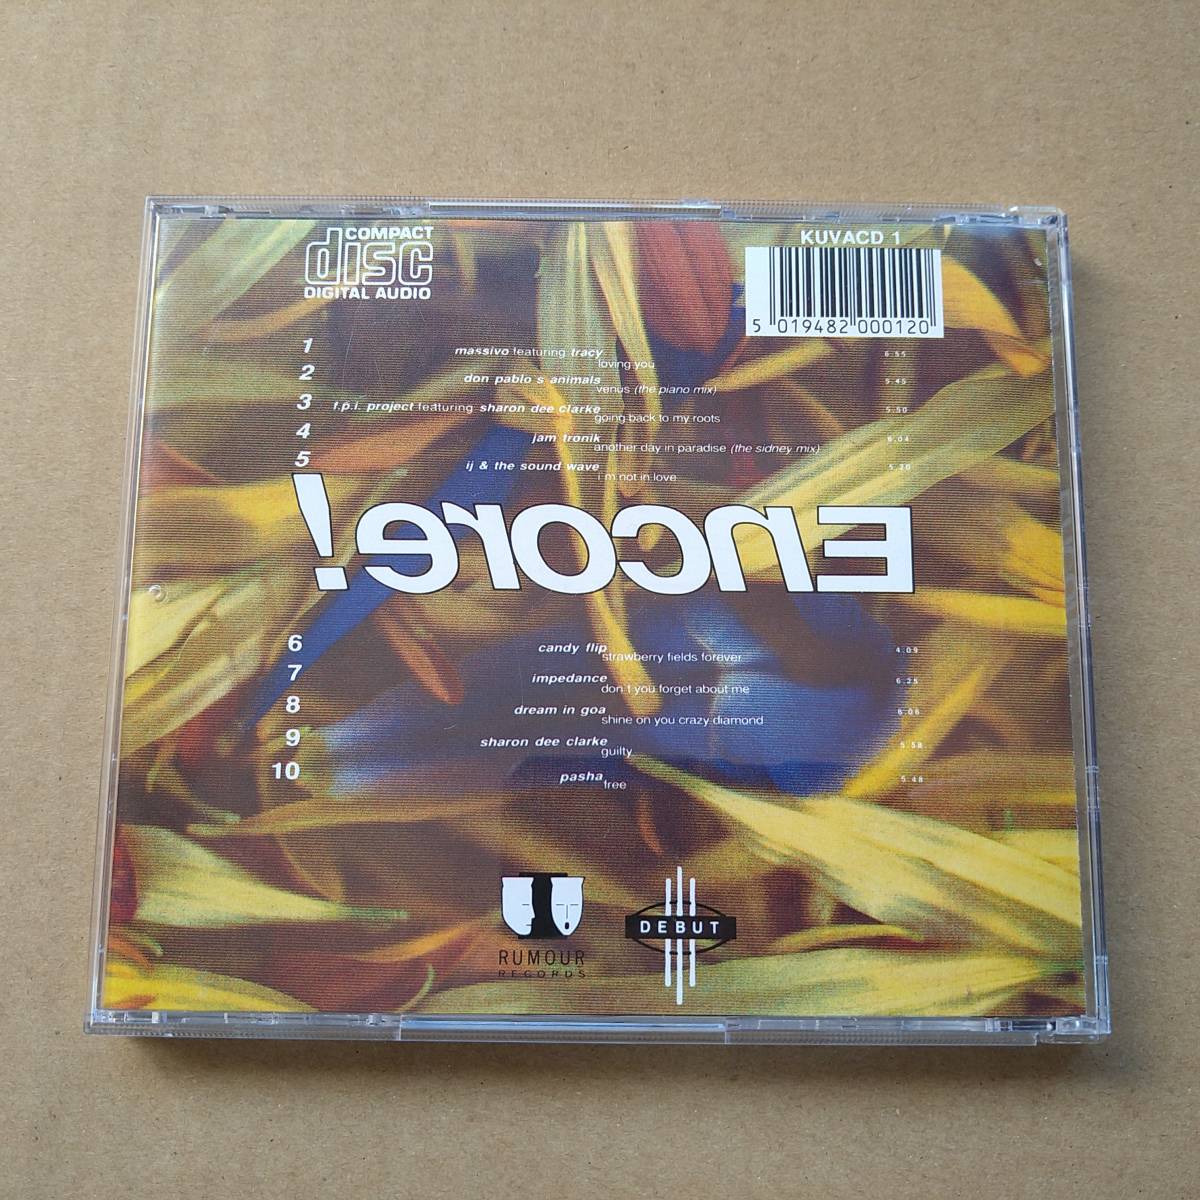 COMPACT
disc
DIGITAL AUDIO
KUVACD 1
5 019482 000120
1 massivo featuring tracy 6:55
loving you
2 don pablo s animals 5:45
venus (the piano mix)
3 f.p.i. project featuring sharon dee clarke 5:50
going back to my roots
4 jam tronik 6:04
another day in paradise (the sidney mix)
5 ij & the sound wave
i m not in love
Encore!
6 candy flip 4:09
strawberry fields forever
7 impedance 6:25
don t you forget about me
8 dream in goa 6:06
shine on you crazy diamond
9 sharon dee clarke 5:58
guilty
10 pasha 5:48
free
RUMOUR
RECORDS
DEBUT